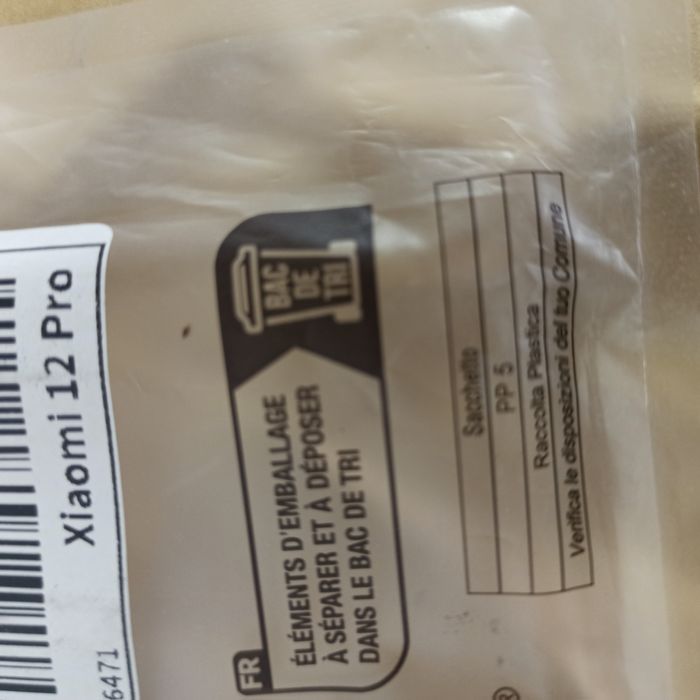 6471
Xiaomi 12 Pro
FR
ÉLÉMENTS D'EMBALLAGE
À SÉPARER ET À DÉPOSER
DANS LE BAC DE TRI
BAC
DE
TRI
Sacchetto
PP 5
Raccolta Plastica
Verifica le disposizioni del tuo Comune
®